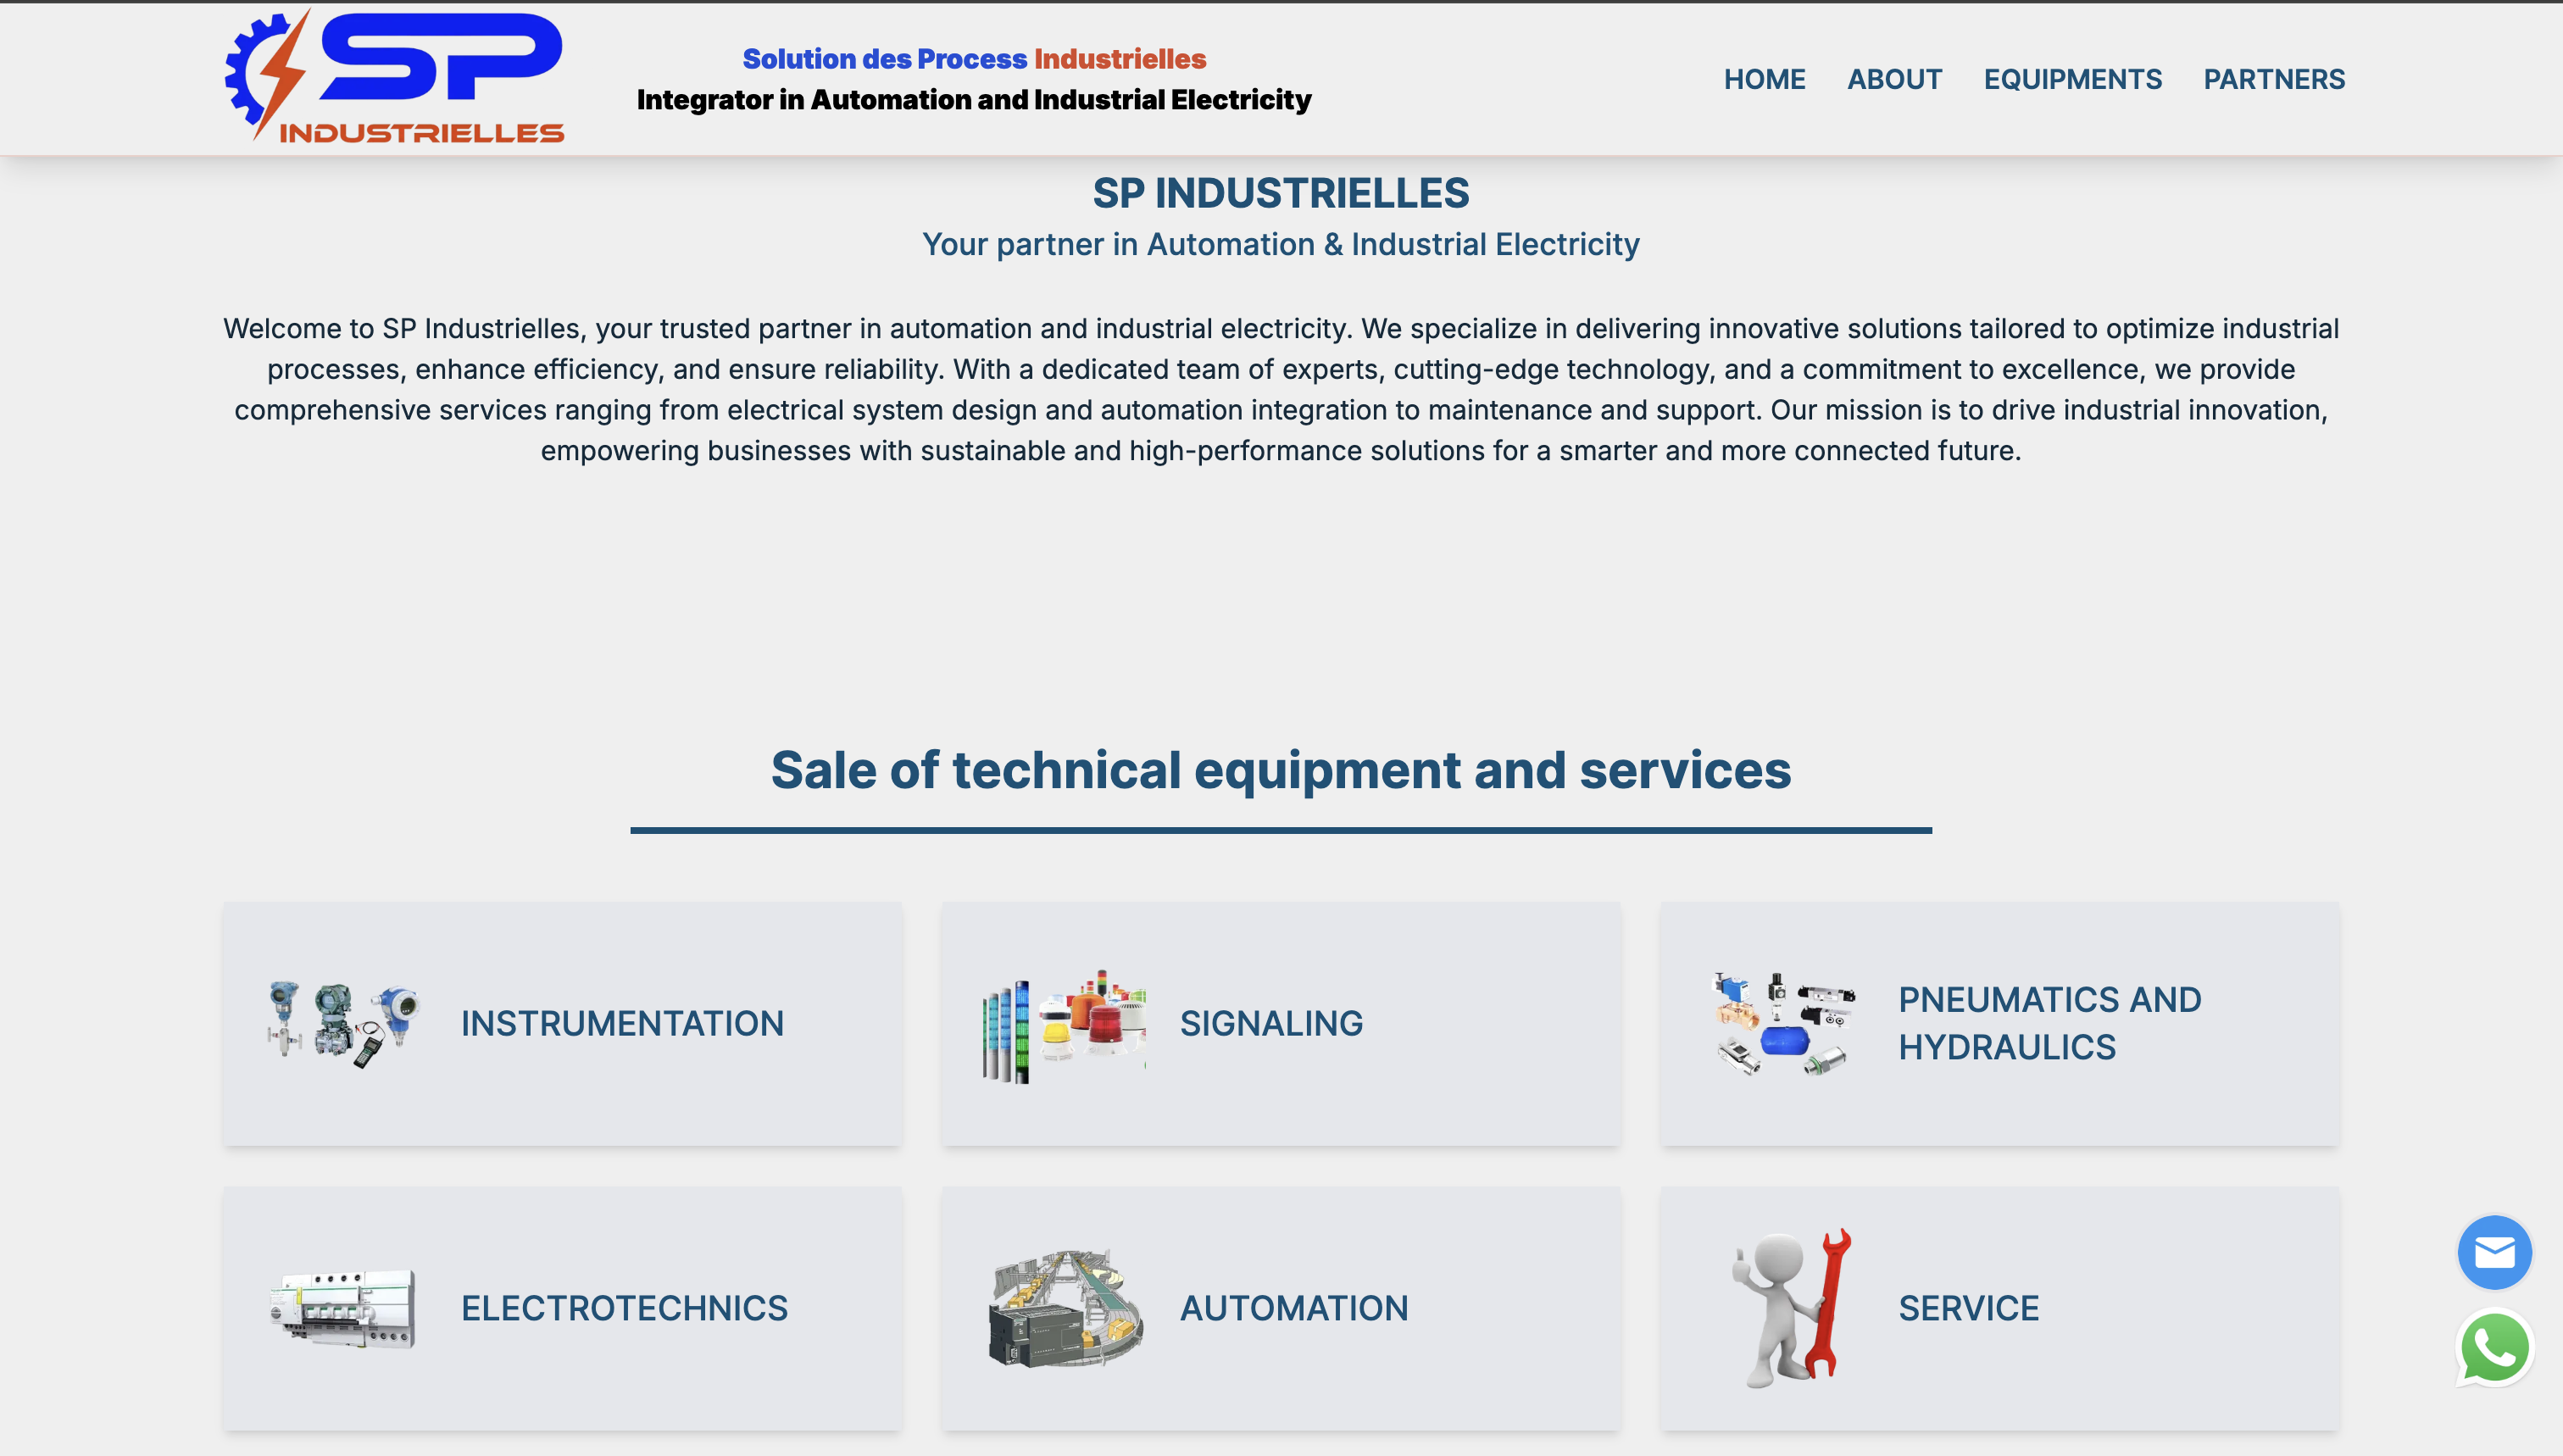 SP
INDUSTRIELLES
Solution des Process Industrielles
Integrator in Automation and Industrial Electricity
HOME ABOUT EQUIPMENTS PARTNERS
SP INDUSTRIELLES
Your partner in Automation & Industrial Electricity
Welcome to SP Industrielles, your trusted partner in automation and industrial electricity. We specialize in delivering innovative solutions tailored to optimize industrial
processes, enhance efficiency, and ensure reliability. With a dedicated team of experts, cutting-edge technology, and a commitment to excellence, we provide
comprehensive services ranging from electrical system design and automation integration to maintenance and support. Our mission is to drive industrial innovation,
empowering businesses with sustainable and high-performance solutions for a smarter and more connected future.
Sale of technical equipment and services
INSTRUMENTATION
SIGNALING
PNEUMATICS AND
HYDRAULICS
ELECTROTECHNICS
AUTOMATION
SERVICE